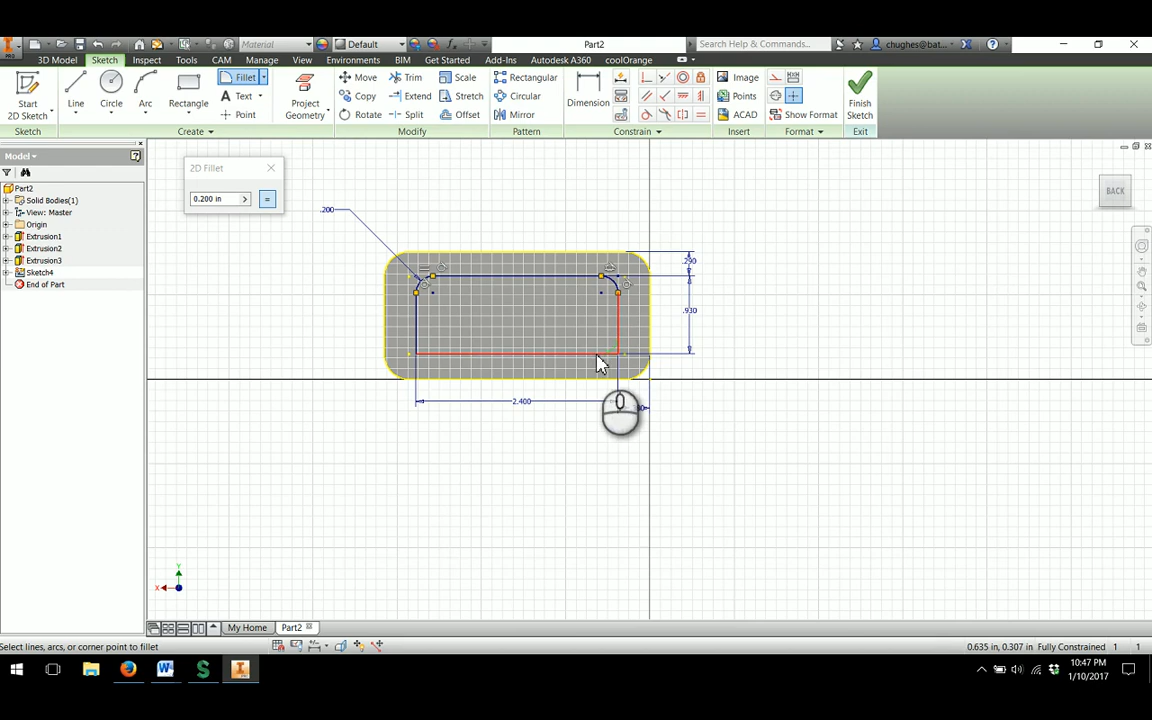 PRO
Material
Default
Part2
Search Help & Commands...
chughes@bat...
3D Model Sketch Inspect Tools CAM Manage View Environments BIM Get Started Add-Ins Autodesk A360 coolOrange
Start
2D Sketch
Line
Circle
Arc
Rectangle
Fillet
Text
Point
Project
Geometry
Move
Copy
Rotate
Trim
Extend
Split
Scale
Stretch
Offset
Rectangular
Circular
Mirror
Dimension
Image
Points
ACAD
Show Format
Finish
Sketch
Sketch Create Modify Pattern Constrain Insert Format Exit
Model
Part2
Solid Bodies(1)
View: Master
Origin
Extrusion1
Extrusion2
Extrusion3
Sketch4
End of Part
2D Fillet
0.200 in
=
BACK
.200
.290
.930
2.400
Y
X
My Home Part2
Select lines, arcs, or corner point to fillet
0.635 in, 0.307 in Fully Constrained 1 1
10:47 PM
1/10/2017